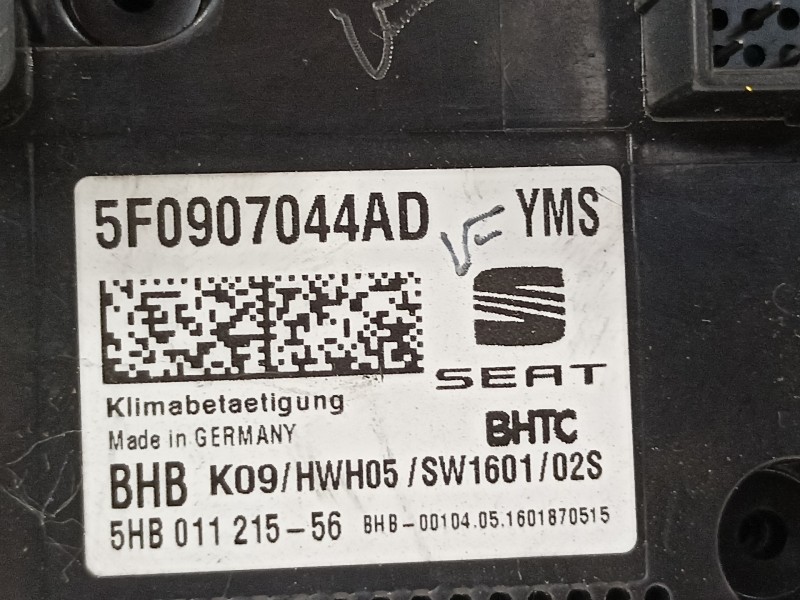 5F0907044AD YMS
SEAT
Klimabetaetigung
Made in GERMANY
BHTC
BHB K09/HWH05/SW1601/02S
5HB 011 215-56 BHB-00104.05.1601870515